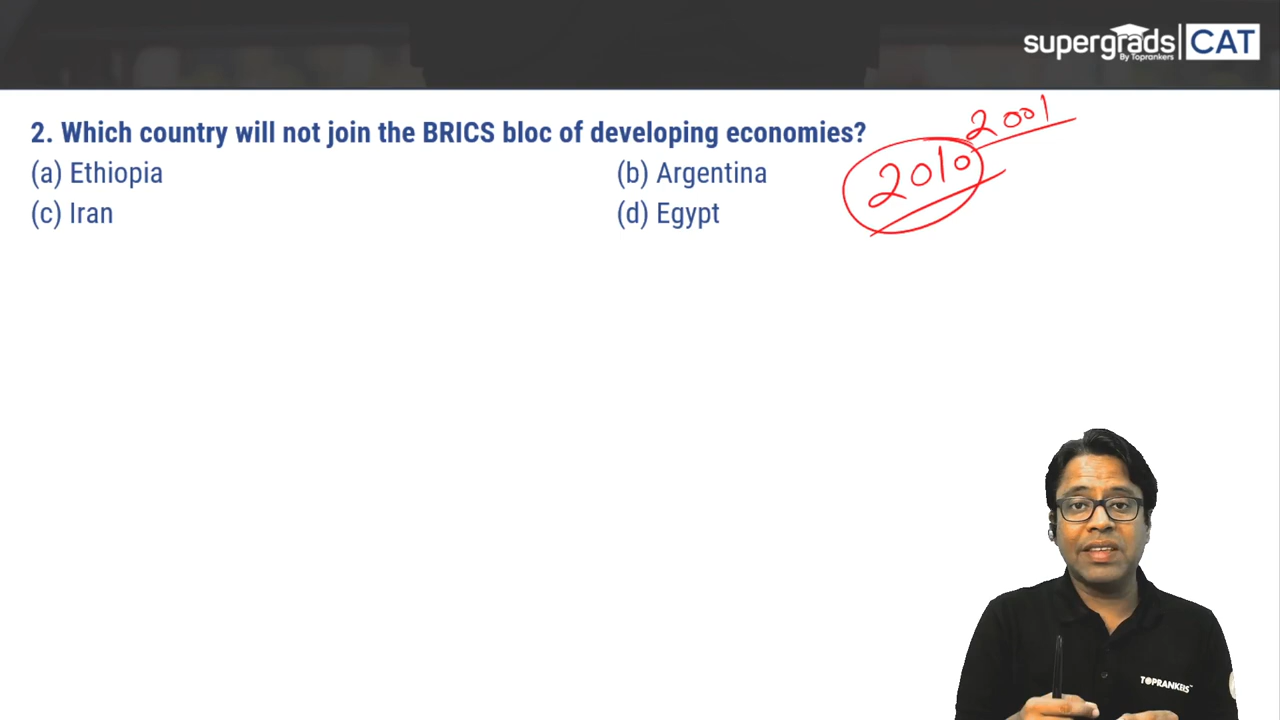 supergrads CAT
By Toprankers
2. Which country will not join the BRICS bloc of developing economies?
2001
(a) Ethiopia (b) Argentina
2010
(c) Iran (d) Egypt
TOPRANKERS